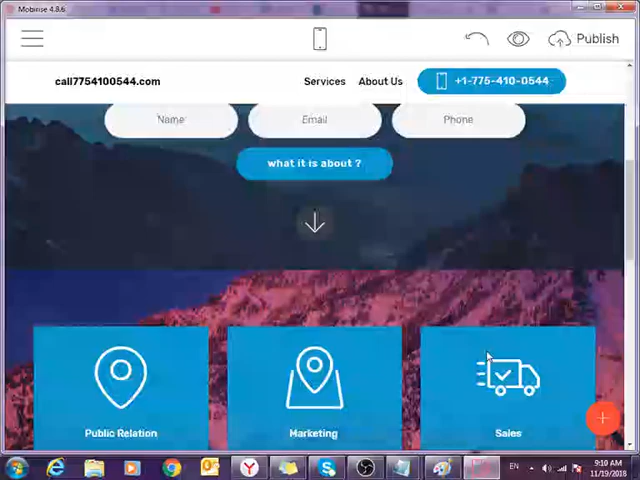 Mobirise 4.8.6
Publish
call7754100544.com
Services
About Us
+1-775-410-0544
Name
Email
Phone
what it is about ?
Public Relation
Marketing
Sales
EN
9:10 AM
11/19/2018